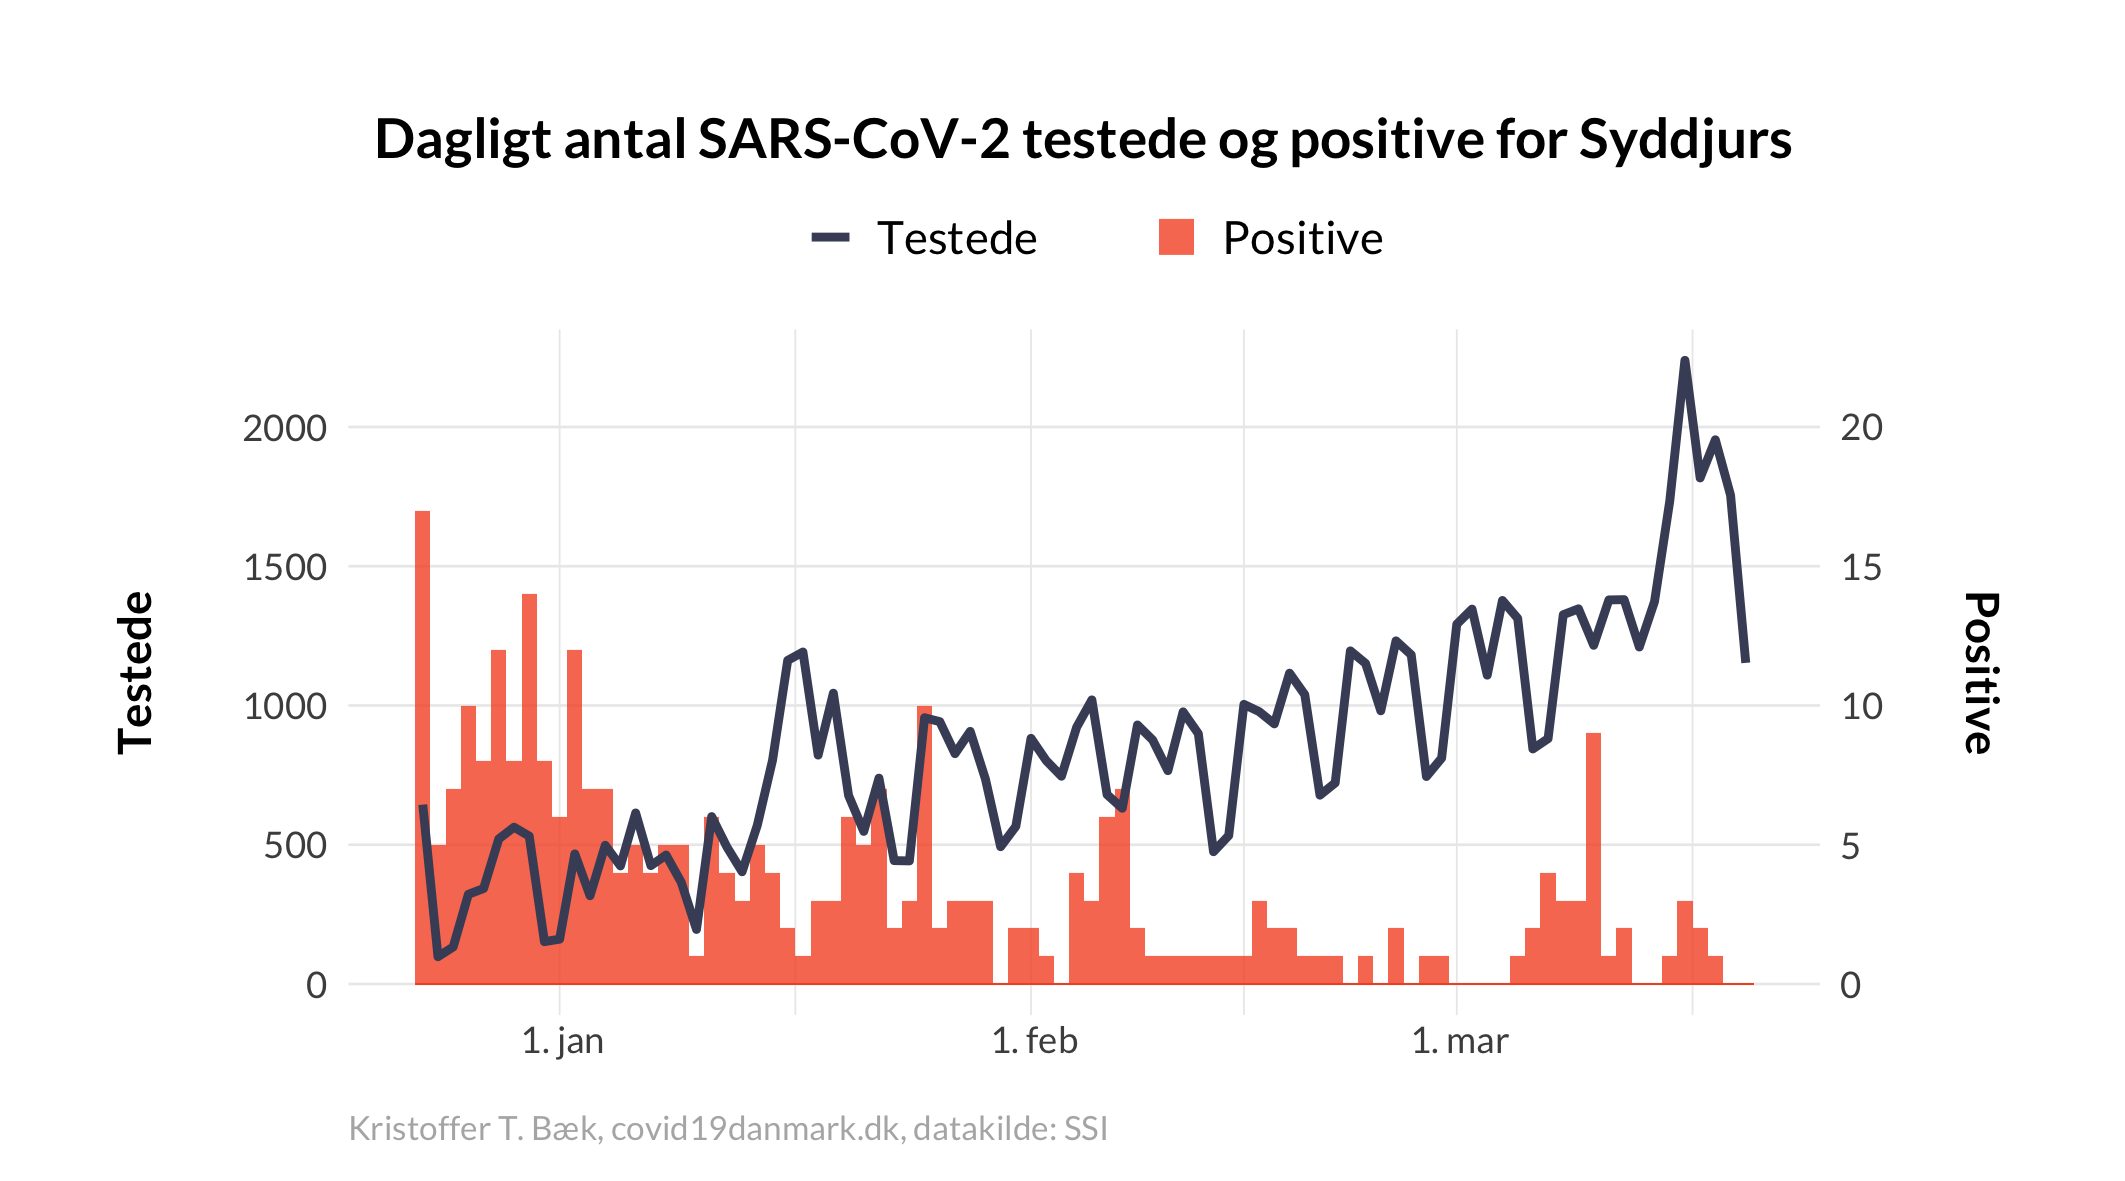 Dagligt antal SARS-CoV-2 testede og positive for Syddjurs
Testede
Positive
2000
1500
1000
500
0
20
15
10
5
0
Testede
Positive
1. jan
1. feb
1. mar
Kristoffer T. Bæk, covid19danmark.dk, datakilde: SSI